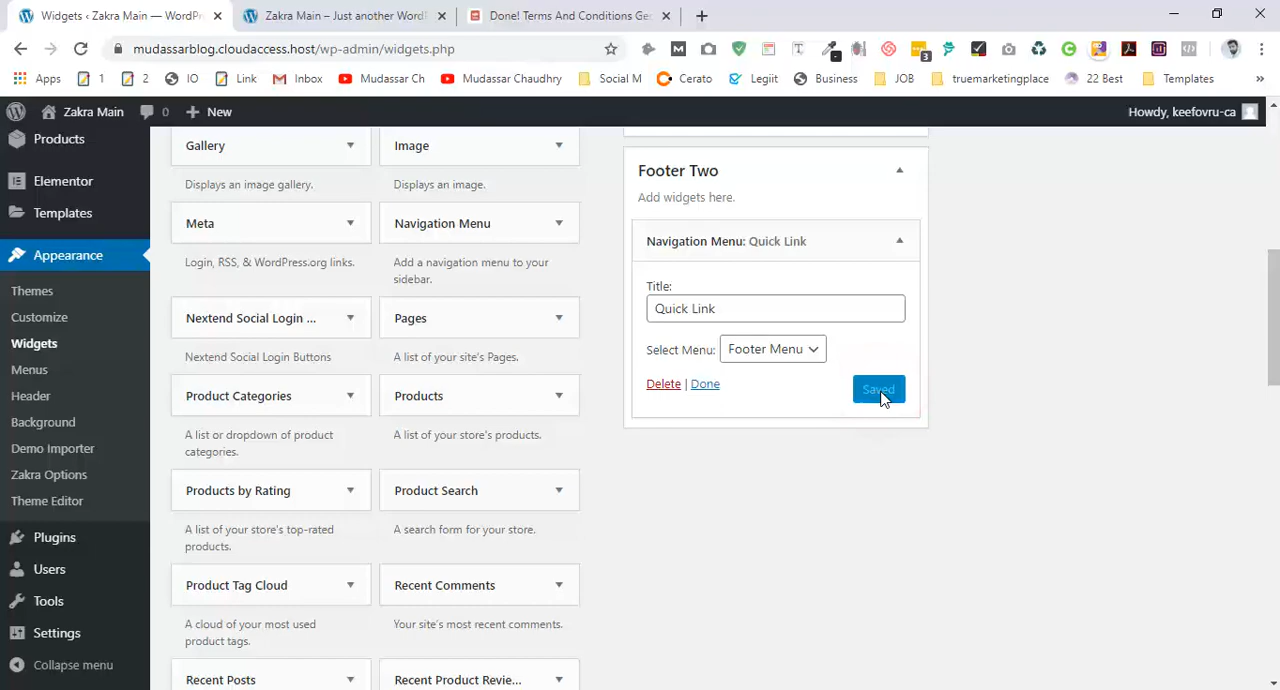 Widgets ‹ Zakra Main — WordPr
Zakra Main – Just another Word
Done! Terms And Conditions Ge
mudassarblog.cloudaccess.host/wp-admin/widgets.php
3
Apps
1
2
IO
Link
Inbox
Mudassar Ch
Mudassar Chaudhry
Social M
Cerato
Legiit
Business
JOB
truemarketingplace
22 Best
Templates
»
Zakra Main
0
New
Howdy, keefovru-ca
Products
Elementor
Templates
Appearance
Themes
Customize
Widgets
Menus
Header
Background
Demo Importer
Zakra Options
Theme Editor
Plugins
Users
Tools
Settings
Collapse menu
Gallery
Displays an image gallery.
Image
Displays an image.
Meta
Login, RSS, & WordPress.org links.
Navigation Menu
Add a navigation menu to your
sidebar.
Nextend Social Login ...
Nextend Social Login Buttons
Pages
A list of your site's Pages.
Product Categories
A list or dropdown of product
categories.
Products
A list of your store's products.
Products by Rating
A list of your store's top-rated
products.
Product Search
A search form for your store.
Product Tag Cloud
A cloud of your most used
product tags.
Recent Comments
Your site's most recent comments.
Recent Posts
Recent Product Revie...
Footer Two
Add widgets here.
Navigation Menu: Quick Link
Title:
Quick Link
Select Menu: Footer Menu
Delete | Done
Saved